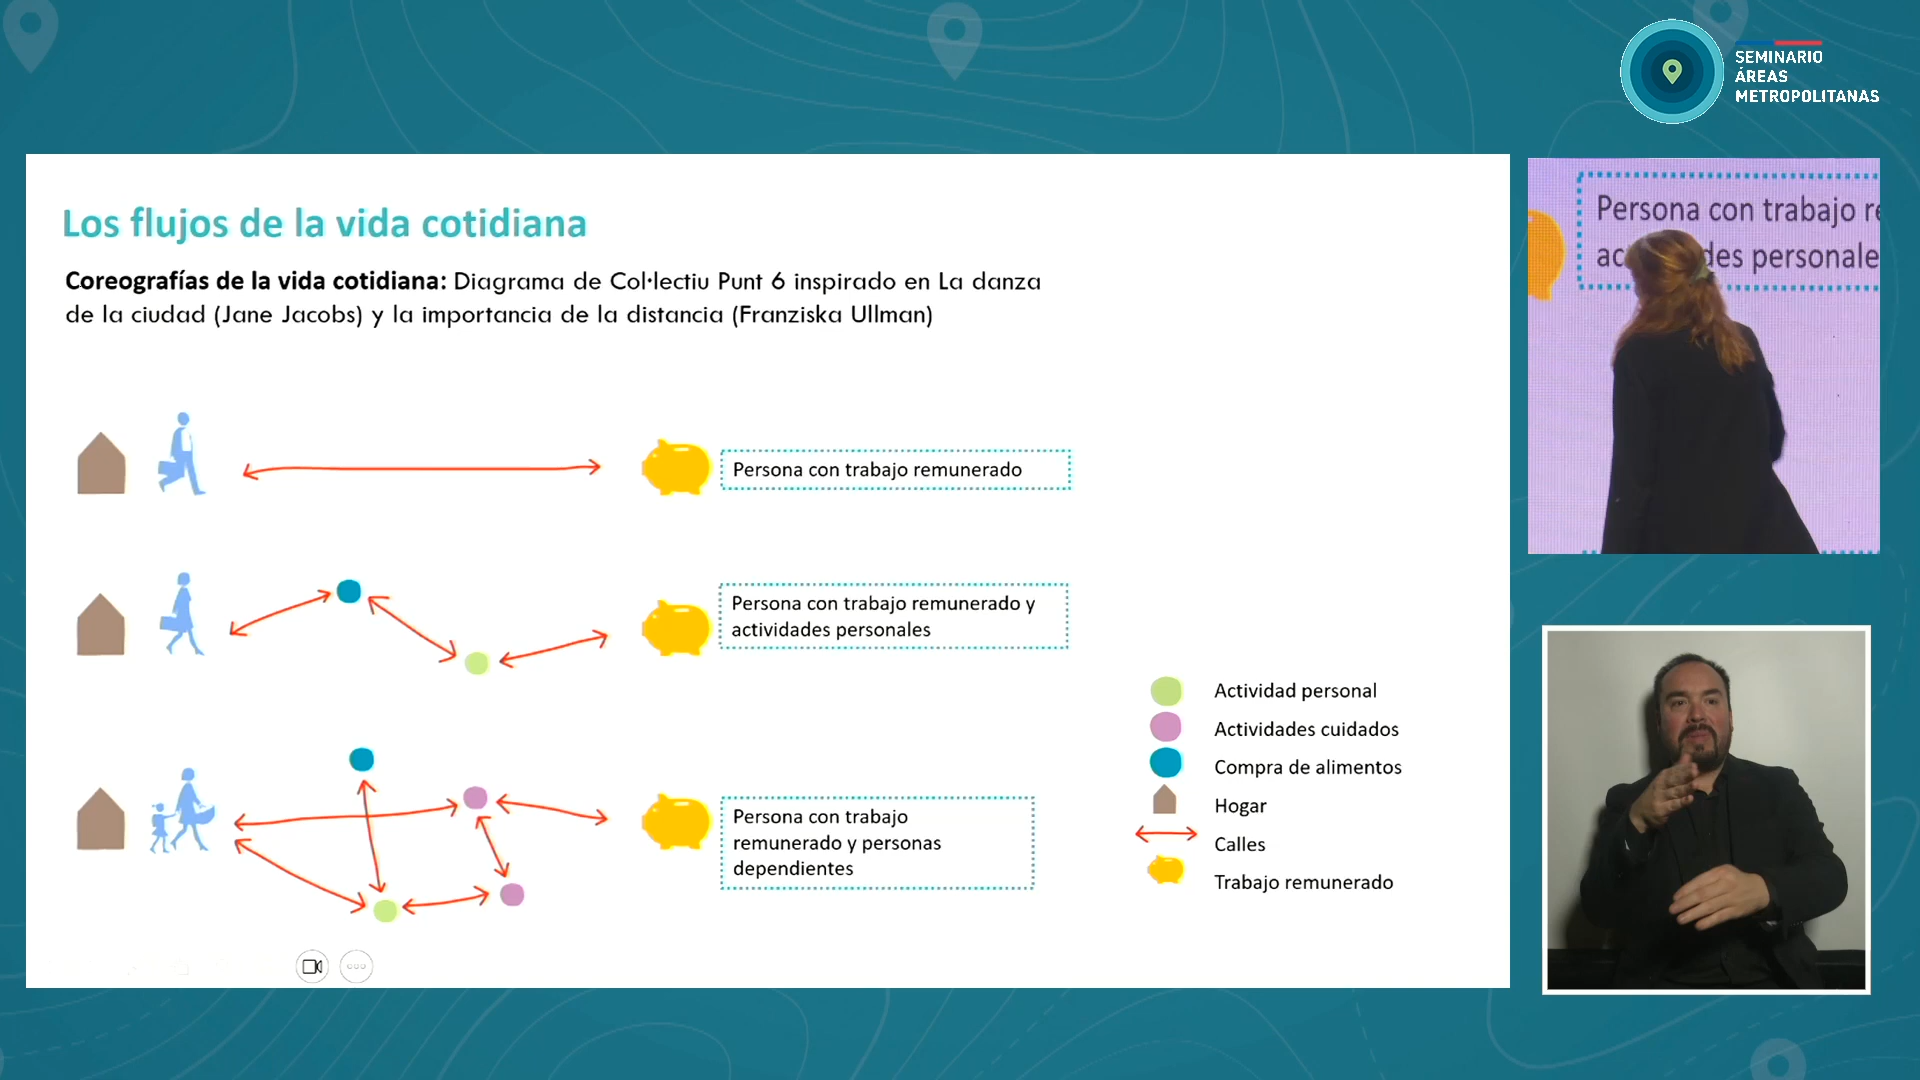 SEMINARIO
ÁREAS
METROPOLITANAS
Los flujos de la vida cotidiana
Coreografías de la vida cotidiana: Diagrama de Col·lectiu Punt 6 inspirado en La danza
de la ciudad (Jane Jacobs) y la importancia de la distancia (Franziska Ullman)
Persona con trabajo remunerado
Persona con trabajo remunerado y
actividades personales
Persona con trabajo
remunerado y personas
dependientes
Actividad personal
Actividades cuidados
Compra de alimentos
Hogar
Calles
Trabajo remunerado
Persona con trabajo
personale